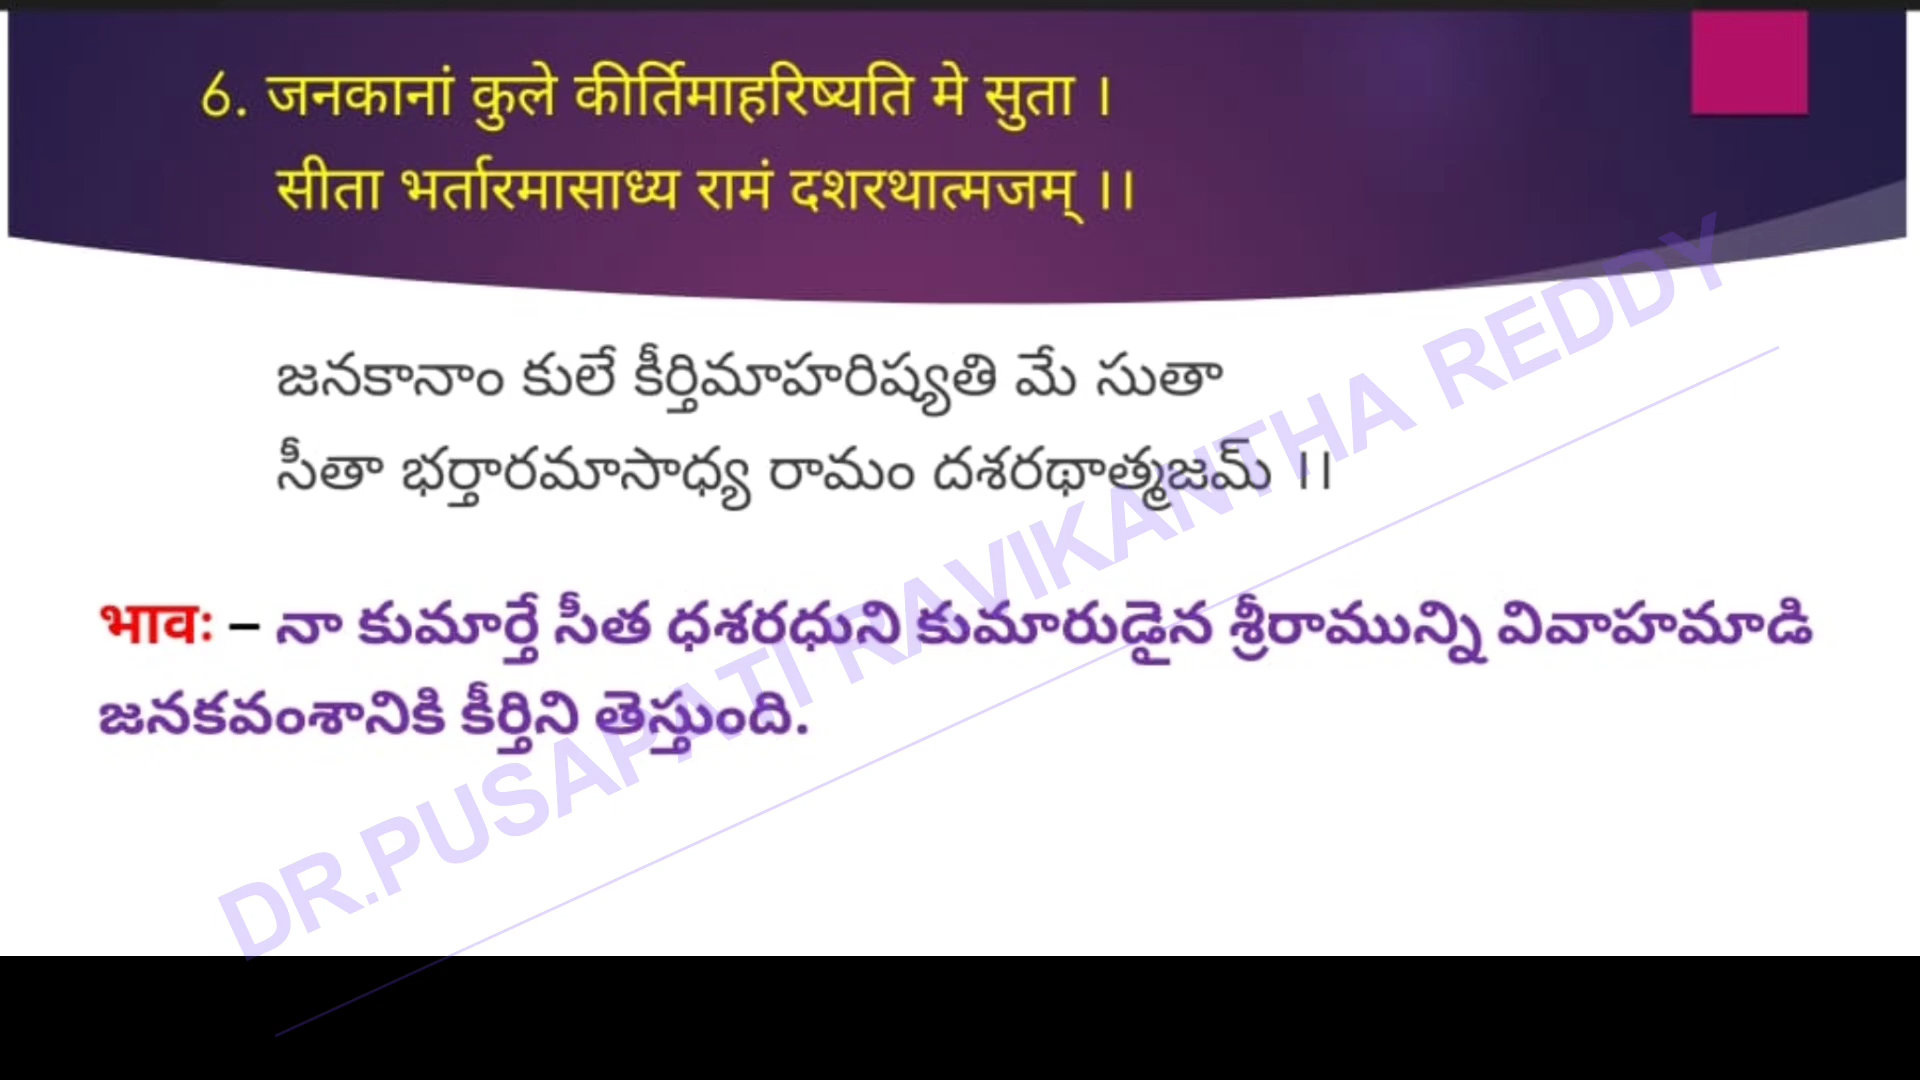 6. जनकानां कुले कीर्तिमाहरिष्यति मे सुता ।
सीता भर्तारमासाध्य रामं दशरथात्मजम् ।।
జనకానాం కులే కీర్తిమాహరిష్యతి మే సుతా
సీతా భర్తారమాసాధ్య రామం దశరథాత్మజమ్ ।।
भावः – నా కుమార్తే సీత ధశరధుని కుమారుడైన శ్రీరామున్ని వివాహమాడి
జనకవంశానికి కీర్తిని తెస్తుంది.
DR.PUSAPATI RAVIKANTHA REDDY